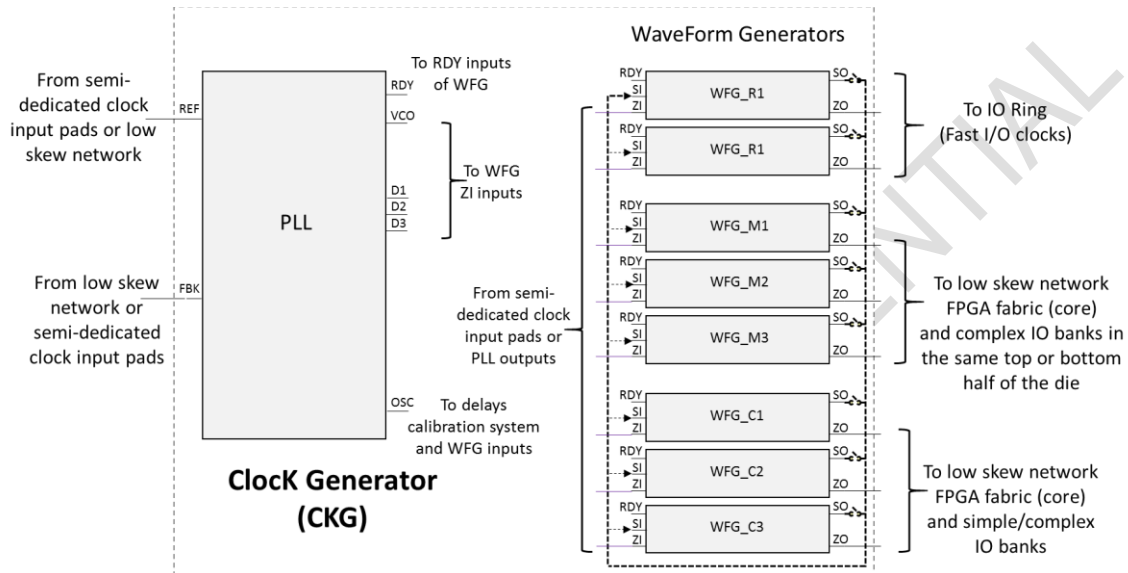 WaveForm Generators
From semi-
dedicated clock
input pads or low
skew network
REF
To RDY inputs
of WFG
RDY
VCO
To WFG
ZI inputs
D1
D2
D3
PLL
From low skew
network or
semi-dedicated
clock input pads
FBK
OSC
To delays
calibration system
and WFG inputs
ClocK Generator
(CKG)
From semi-
dedicated clock
input pads or
PLL outputs
RDY
SI
ZI
WFG_R1
SO
ZO
RDY
SI
ZI
WFG_R1
SO
ZO
To IO Ring
(Fast I/O clocks)
RDY
SI
ZI
WFG_M1
SO
ZO
RDY
SI
ZI
WFG_M2
SO
ZO
RDY
SI
ZI
WFG_M3
SO
ZO
To low skew network
FPGA fabric (core)
and complex IO banks in
the same top or bottom
half of the die
RDY
SI
ZI
WFG_C1
SO
ZO
RDY
SI
ZI
WFG_C2
SO
ZO
RDY
SI
ZI
WFG_C3
SO
ZO
To low skew network
FPGA fabric (core)
and simple/complex
IO banks
ENTIAL